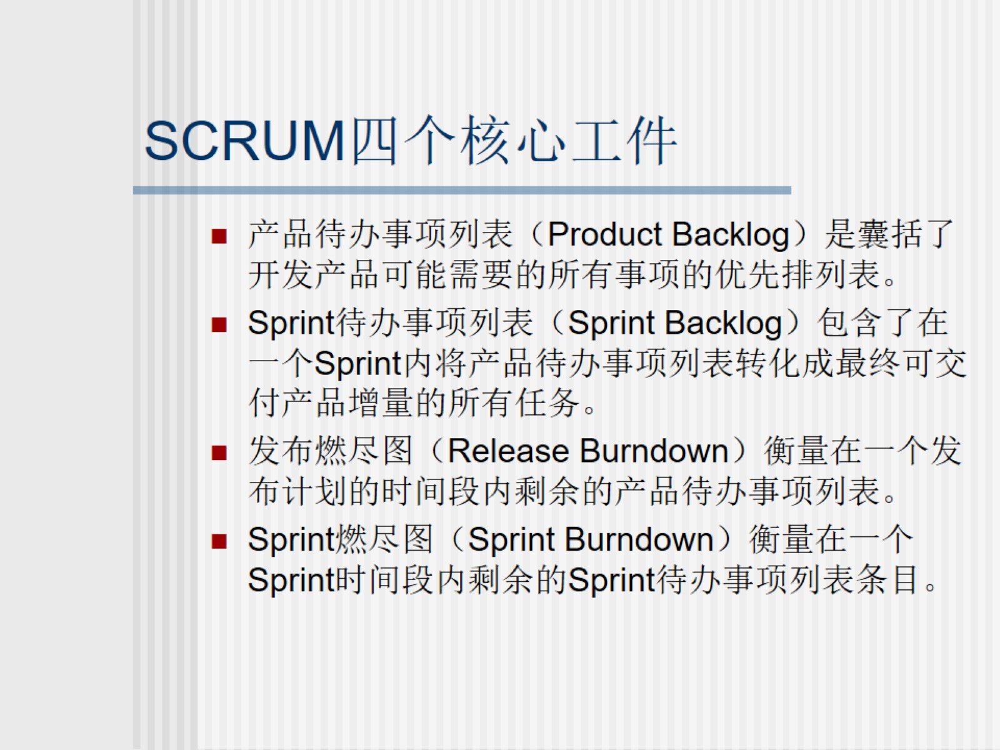 SCRUM四个核心工件
■ 产品待办事项列表（Product Backlog）是囊括了
开发产品可能需要的所有事项的优先排列表。
■ Sprint待办事项列表（Sprint Backlog）包含了在
一个Sprint内将产品待办事项列表转化成最终可交
付产品增量的所有任务。
■ 发布燃尽图（Release Burndown）衡量在一个发
布计划的时间段内剩余的产品待办事项列表。
■ Sprint燃尽图（Sprint Burndown）衡量在一个
Sprint时间段内剩余的Sprint待办事项列表条目。